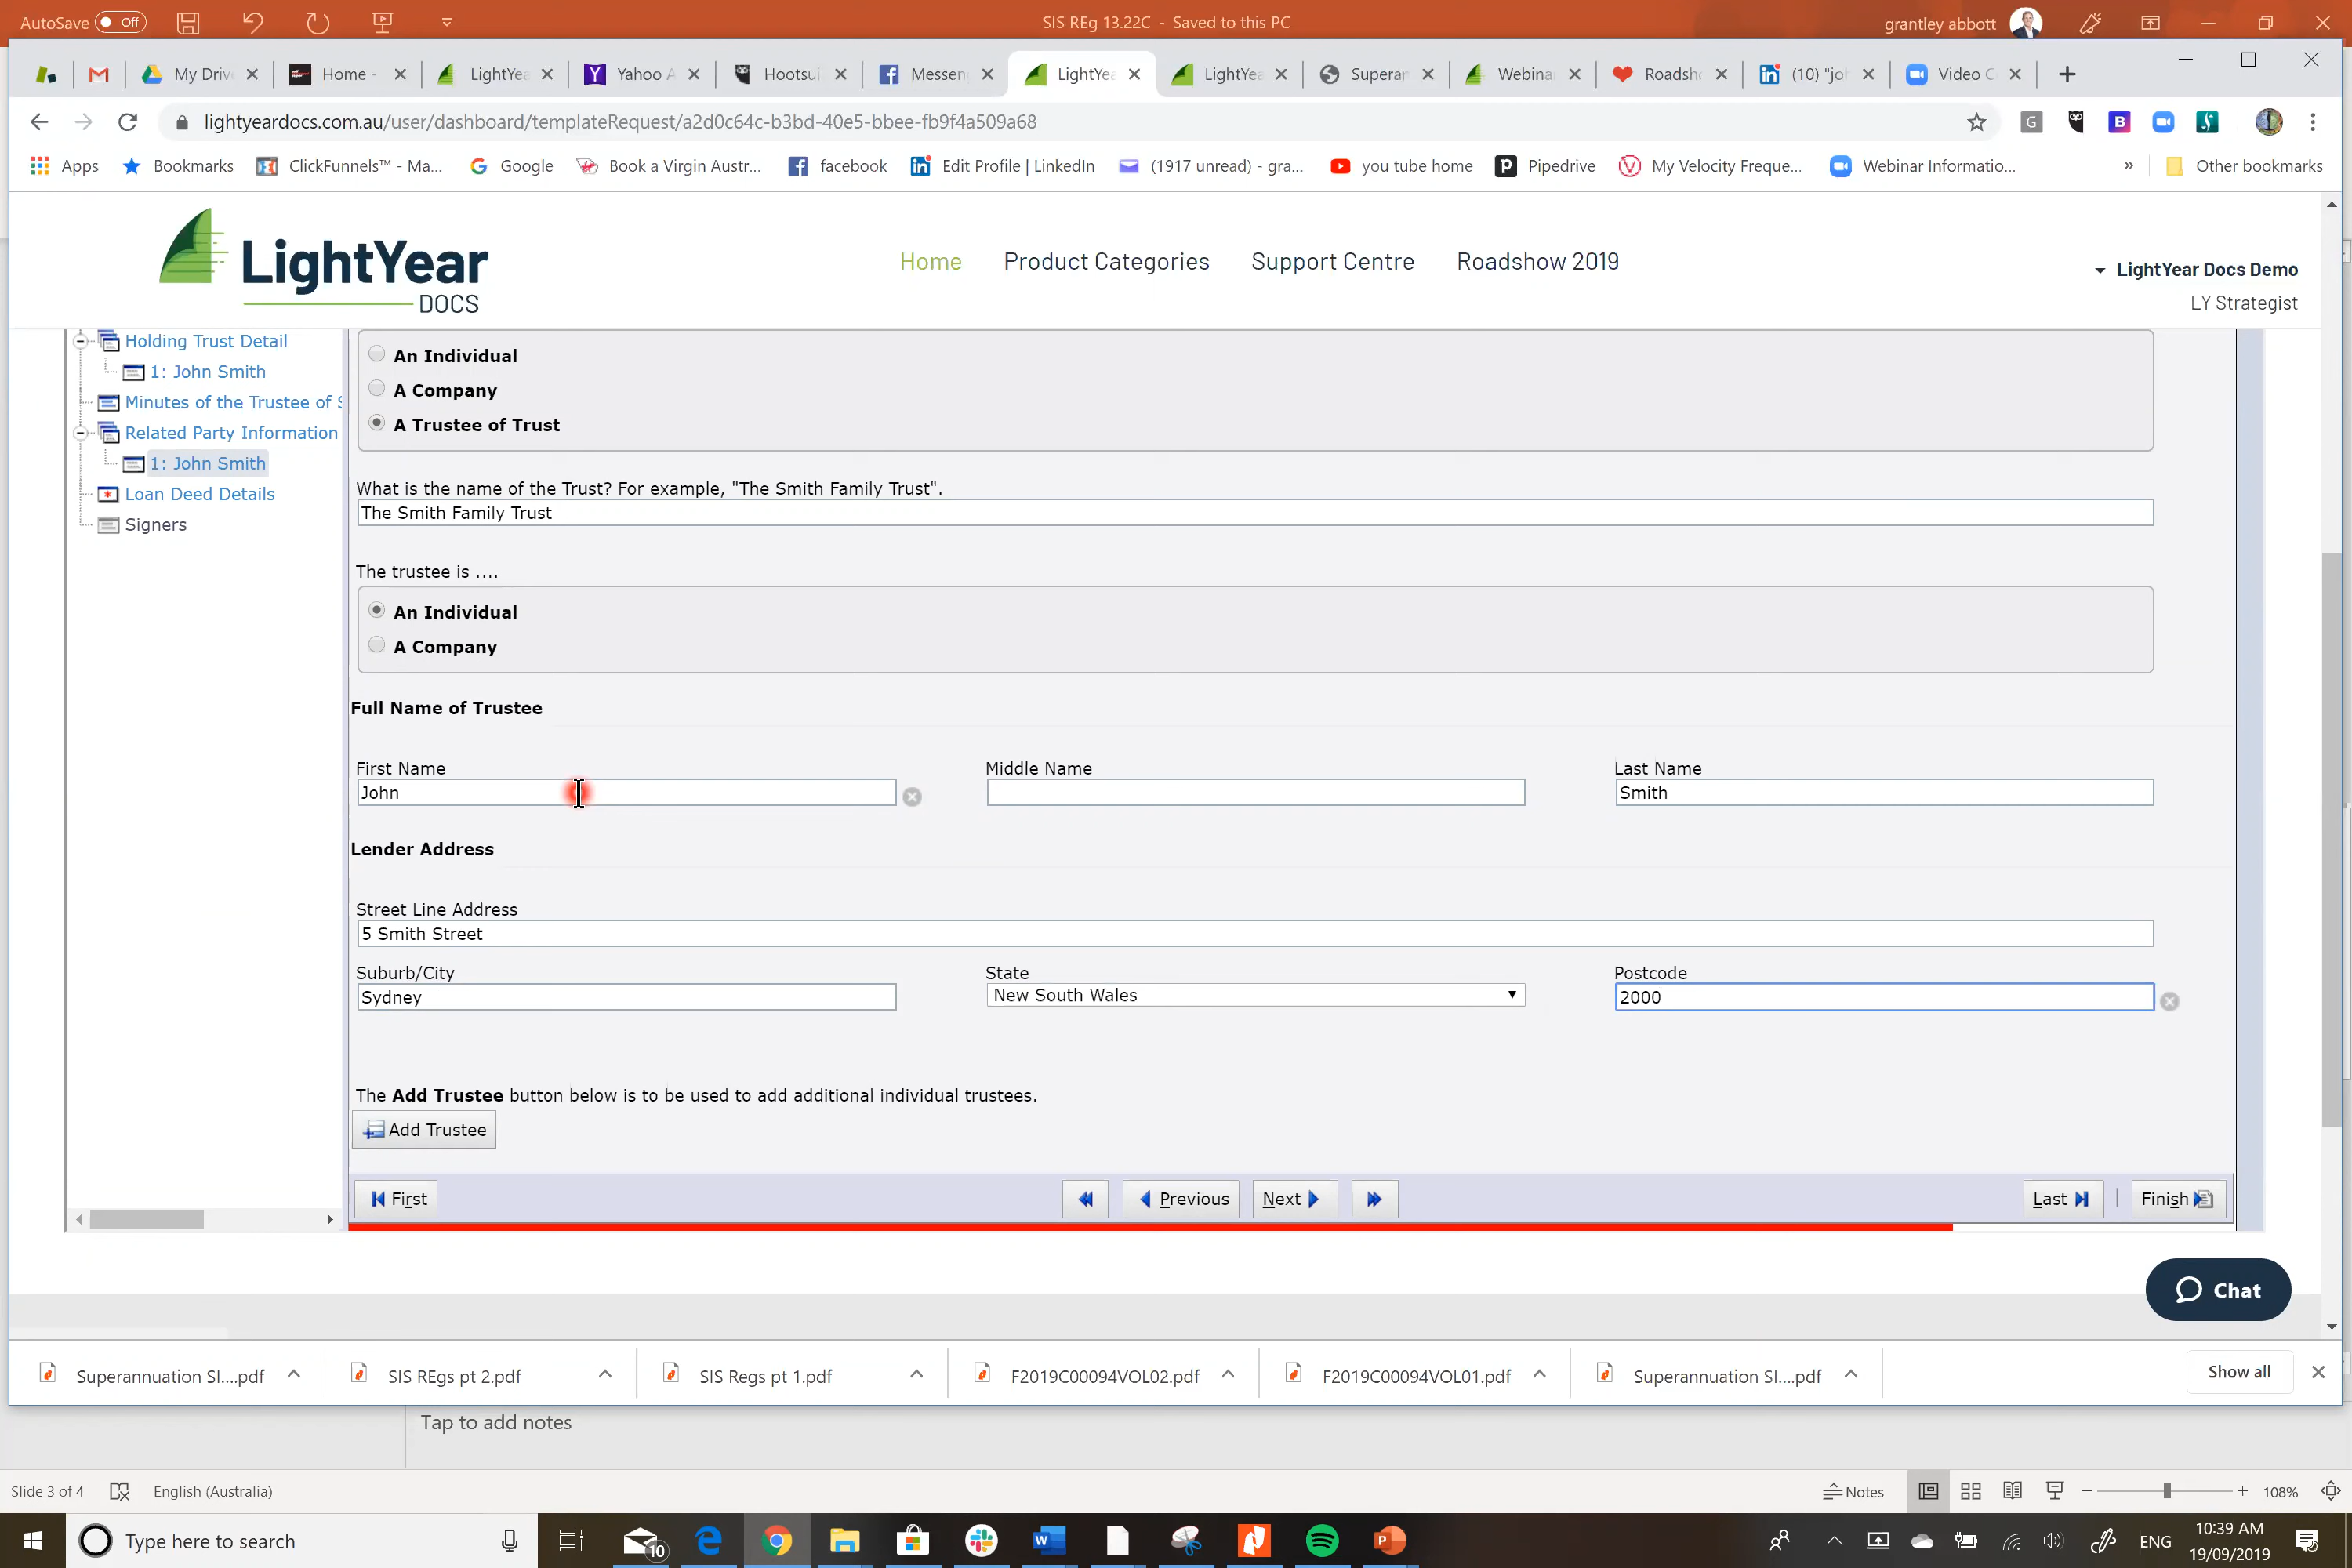 AutoSave Off
SIS REg 13.22C - Saved to this PC
grantley abbott
My Driv
Home -
LightYea
Yahoo A
Hootsui
Messen
LightYea
LightYea
Superan
Webinar
Roadsho
(10) "joh
Video C
lightyeardocs.com.au/user/dashboard/templateRequest/a2d0c64c-b3bd-40e5-bbee-fb9f4a509a68
Apps
Bookmarks
ClickFunnels™ - Ma...
Google
Book a Virgin Austr...
facebook
Edit Profile | LinkedIn
(1917 unread) - gra...
you tube home
Pipedrive
My Velocity Freque...
Webinar Informatio...
»
Other bookmarks
LightYear
DOCS
Home
Product Categories
Support Centre
Roadshow 2019
LightYear Docs Demo
LY Strategist
Holding Trust Detail
1: John Smith
Minutes of the Trustee of S
Related Party Information
1: John Smith
Loan Deed Details
Signers
An Individual
A Company
A Trustee of Trust
What is the name of the Trust? For example, "The Smith Family Trust".
The Smith Family Trust
The trustee is ....
An Individual
A Company
Full Name of Trustee
First Name
Middle Name
Last Name
John
Smith
Lender Address
Street Line Address
5 Smith Street
Suburb/City
State
Postcode
Sydney
New South Wales
2000
The Add Trustee button below is to be used to add additional individual trustees.
Add Trustee
First
Previous
Next
Last
Finish
Chat
Superannuation SI....pdf
SIS REgs pt 2.pdf
SIS Regs pt 1.pdf
F2019C00094VOL02.pdf
F2019C00094VOL01.pdf
Superannuation SI....pdf
Show all
Tap to add notes
Slide 3 of 4
English (Australia)
Notes
108%
Type here to search
10
ENG
10:39 AM
19/09/2019